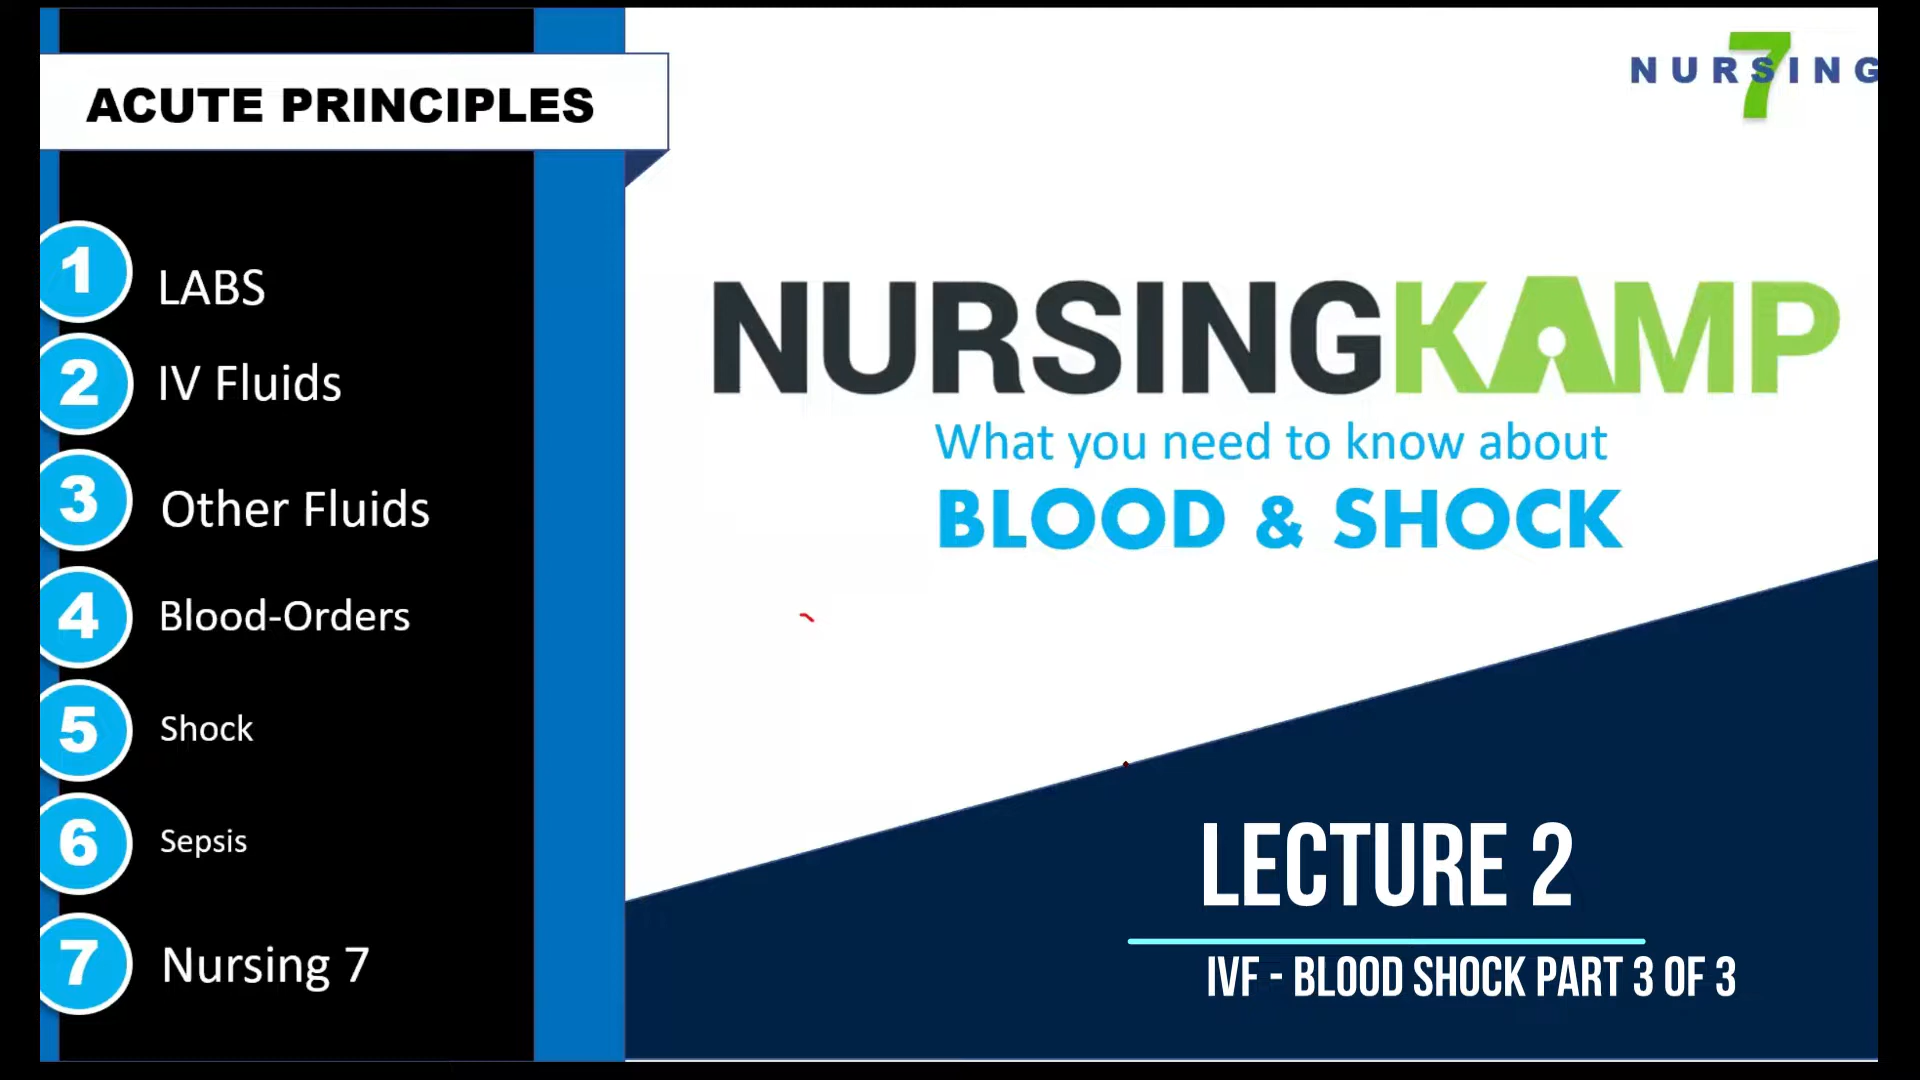 ACUTE PRINCIPLES
1 LABS
2 IV Fluids
3 Other Fluids
4 Blood-Orders
5 Shock
6 Sepsis
7 Nursing 7
NURSING
7
NURSINGKAMP
What you need to know about
BLOOD & SHOCK
LECTURE 2
IVF - BLOOD SHOCK PART 3 OF 3